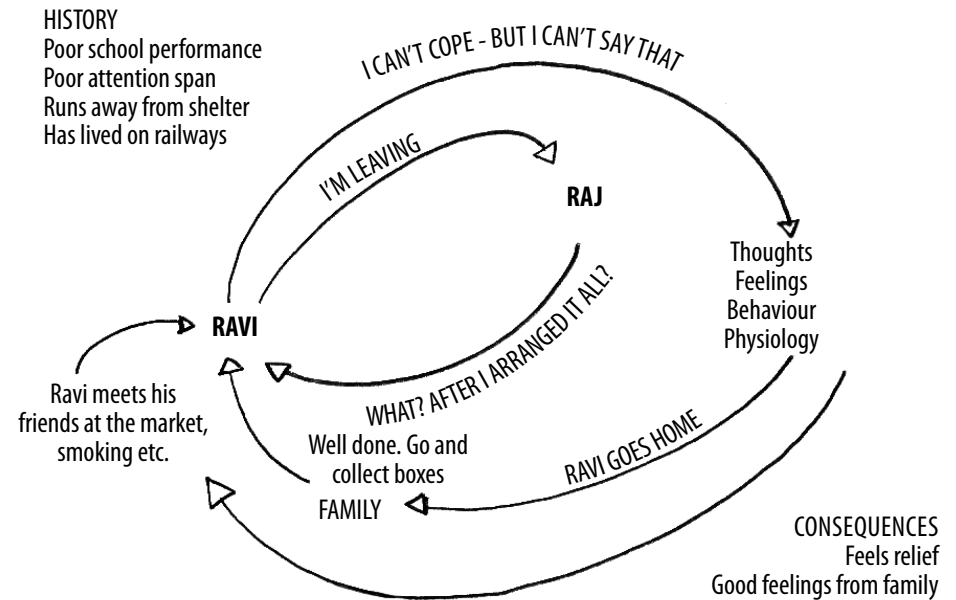 HISTORY
Poor school performance
Poor attention span
Runs away from shelter
Has lived on railways
I CAN'T COPE - BUT I CAN'T SAY THAT
I'M LEAVING
RAJ
Thoughts
Feelings
Behaviour
Physiology
RAVI
WHAT? AFTER I ARRANGED IT ALL?
Ravi meets his
friends at the market,
smoking etc.
Well done. Go and
collect boxes
FAMILY
RAVI GOES HOME
CONSEQUENCES
Feels relief
Good feelings from family